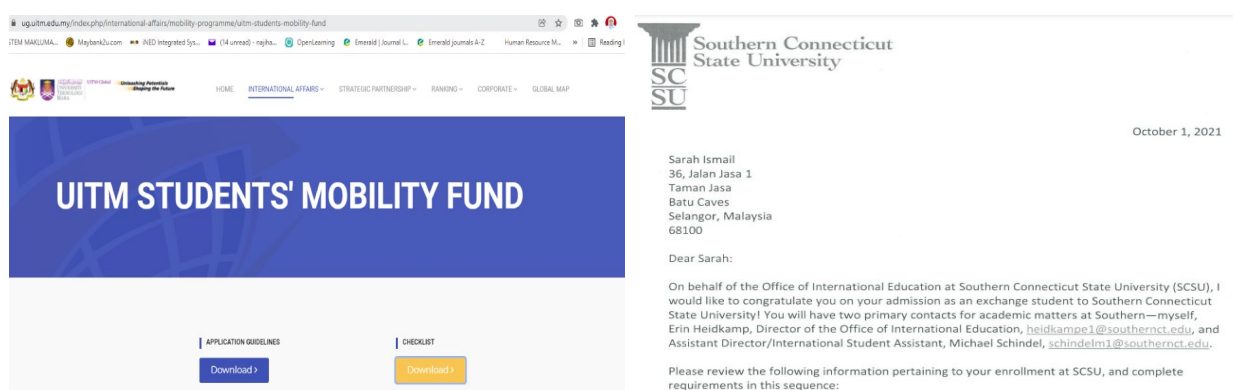 ug.uitm.edu.my/index.php/international-affairs/mobility-programme/uitm-students-mobility-fund
STEM MAKLUMA... Maybank2u.com iNED Integrated Sys... (14 unread) - najiha... OpenLearning Emerald | Journal l... Emerald journals A-Z Human Resource M... » Reading l
UiTM Global Unleashing Potentials
Shaping the Future
UNIVERSITI
TEKNOLOGI
MARA
HOME INTERNATIONAL AFFAIRS STRATEGIC PARTNERSHIP RANKING CORPORATE GLOBAL MAP
UITM STUDENTS' MOBILITY FUND
APPLICATION GUIDELINES CHECKLIST
Download > Download >
Southern Connecticut
State University
SC
SU
October 1, 2021
Sarah Ismail
36, Jalan Jasa 1
Taman Jasa
Batu Caves
Selangor, Malaysia
68100
Dear Sarah:
On behalf of the Office of International Education at Southern Connecticut State University (SCSU), I
would like to congratulate you on your admission as an exchange student to Southern Connecticut
State University! You will have two primary contacts for academic matters at Southern—myself,
Erin Heidkamp, Director of the Office of International Education, heidkampe1@southernct.edu, and
Assistant Director/International Student Assistant, Michael Schindel, schindelm1@southernct.edu.
Please review the following information pertaining to your enrollment at SCSU, and complete
requirements in this sequence: